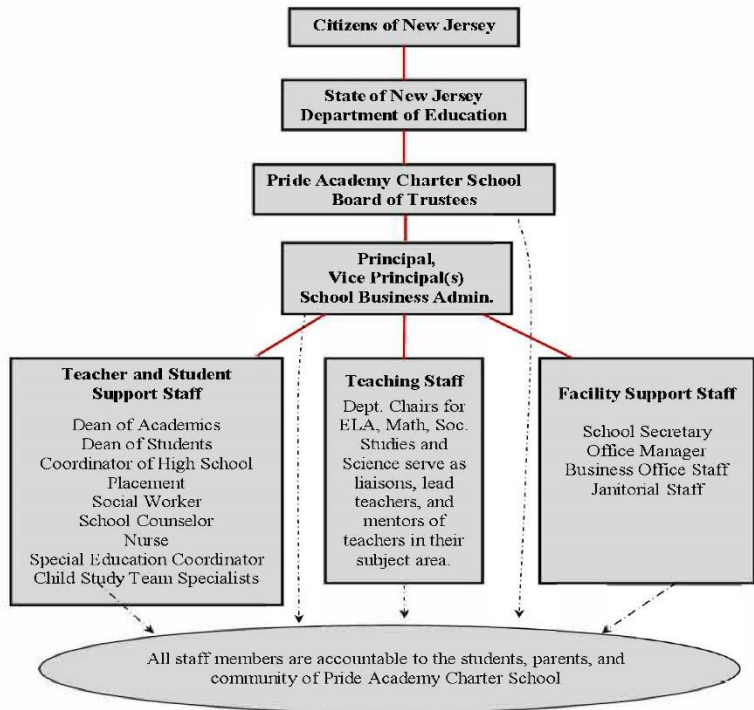 Citizens of New Jersey
State of New Jersey
Department of Education
Pride Academy Charter School
Board of Trustees
Principal,
Vice Principal(s)
School Business Admin.
Teacher and Student
Support Staff
Dean of Academics
Dean of Students
Coordinator of High School
Placement
Social Worker
School Counselor
Nurse
Special Education Coordinator
Child Study Team Specialists
Teaching Staff
Dept. Chairs for
ELA, Math, Soc.
Studies and
Science serve as
liaisons, lead
teachers, and
mentors of
teachers in their
subject area.
Facility Support Staff
School Secretary
Office Manager
Business Office Staff
Janitorial Staff
All staff members are accountable to the students, parents, and
community of Pride Academy Charter School